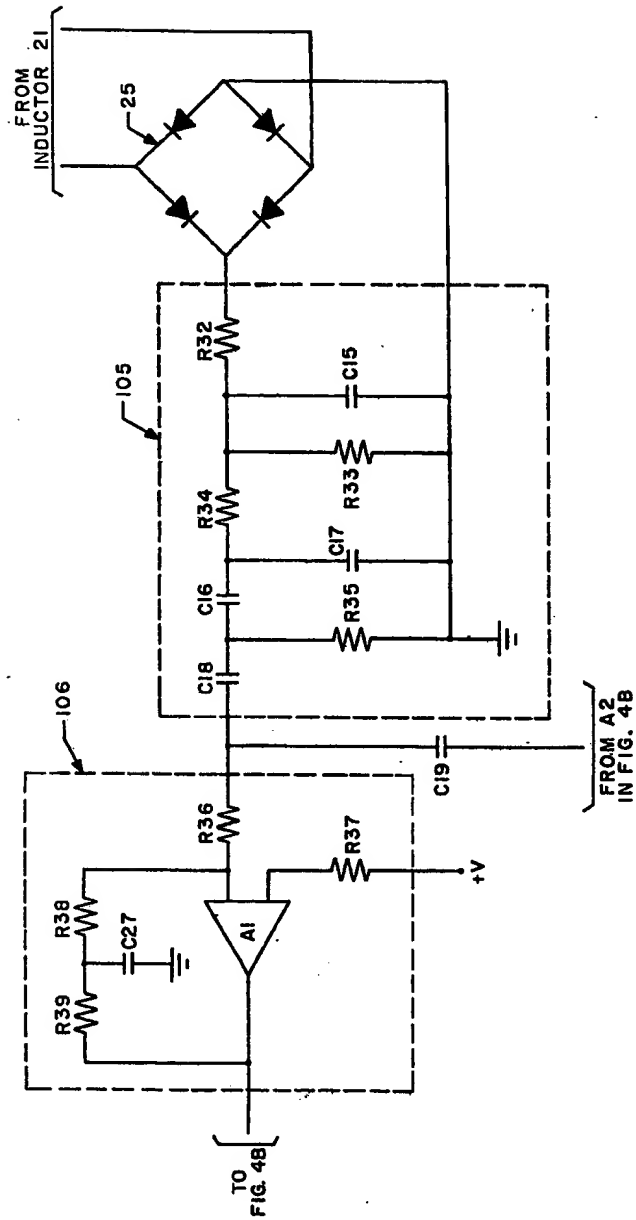 FROM
INDUCTOR 21
25
105
R32
C15
R33
R34
C17
C16
R35
C18
106
C19
FROM A2
IN FIG. 4B
R36
R37
+V
R38
C27
A1
R39
TO
FIG. 4B